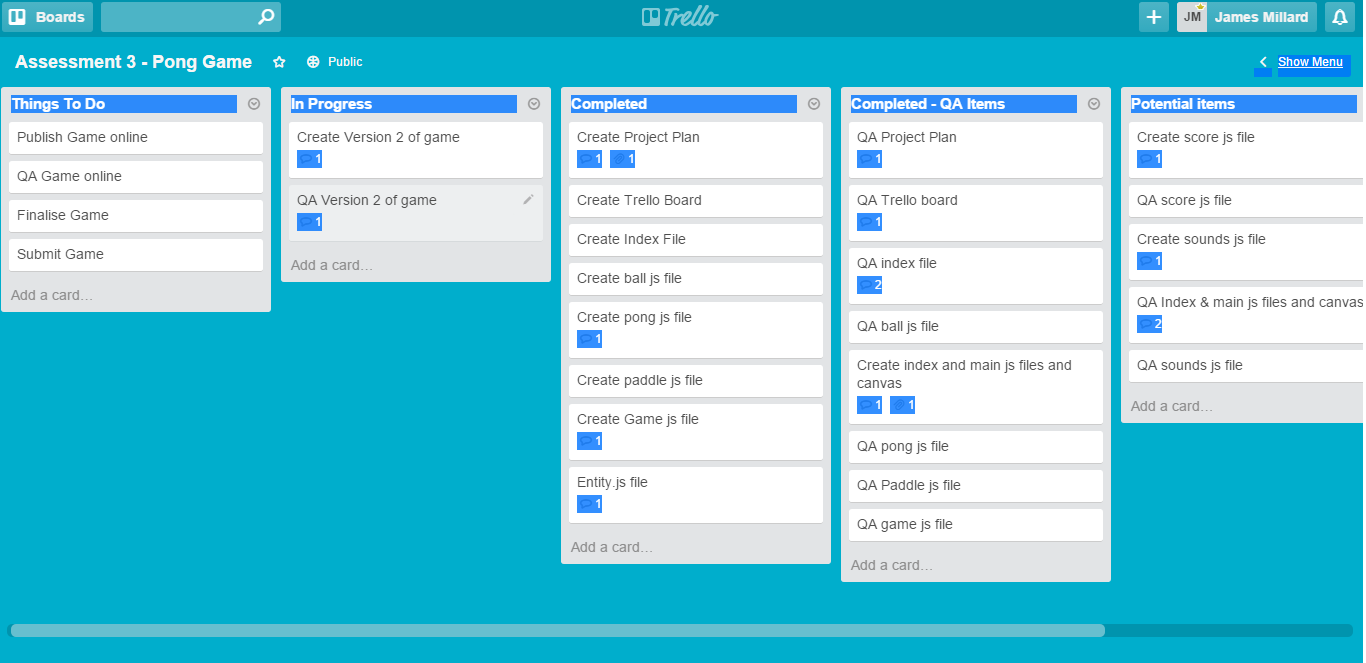 Boards
Trello
JM
James Millard
Assessment 3 - Pong Game
Public
Show Menu
Things To Do
Publish Game online
QA Game online
Finalise Game
Submit Game
Add a card…
In Progress
Create Version 2 of game
1
QA Version 2 of game
1
Add a card…
Completed
Create Project Plan
1 1
Create Trello Board
Create Index File
Create ball js file
Create pong js file
1
Create paddle js file
Create Game js file
1
Entity.js file
1
Add a card…
Completed - QA Items
QA Project Plan
1
QA Trello board
1
QA index file
2
QA ball js file
Create index and main js files and
canvas
1 1
QA pong js file
QA Paddle js file
QA game js file
Add a card…
Potential items
Create score js file
1
QA score js file
Create sounds js file
1
QA Index & main js files and canvas
2
QA sounds js file
Add a card…